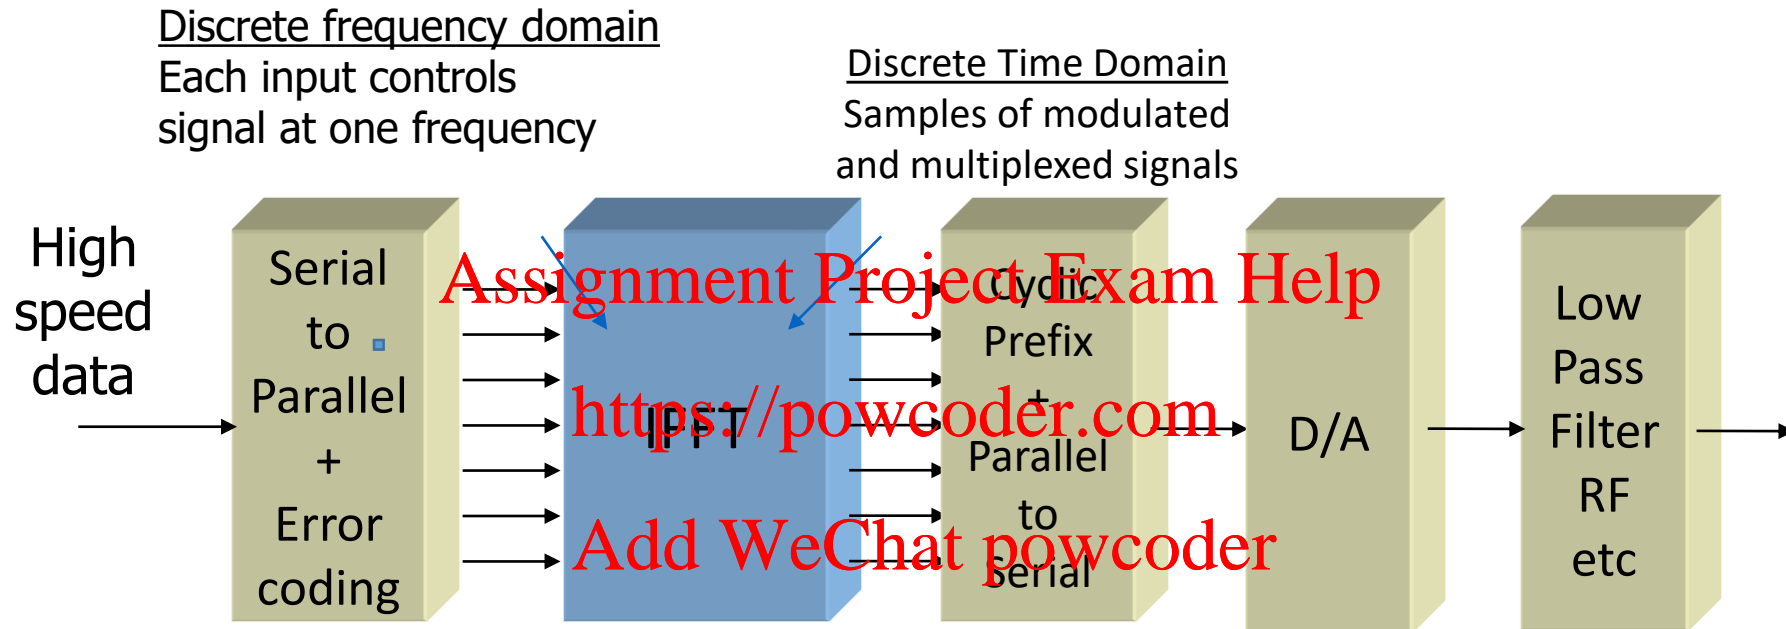 Discrete frequency domain
Each input controls
signal at one frequency
Discrete Time Domain
Samples of modulated
and multiplexed signals
High
speed
data
Serial
to
Parallel
+
Error
coding
IFFT
Cyclic
Prefix
+
Parallel
to
Serial
D/A
Low
Pass
Filter
RF
etc
Assignment Project Exam Help
https://powcoder.com
Add WeChat powcoder